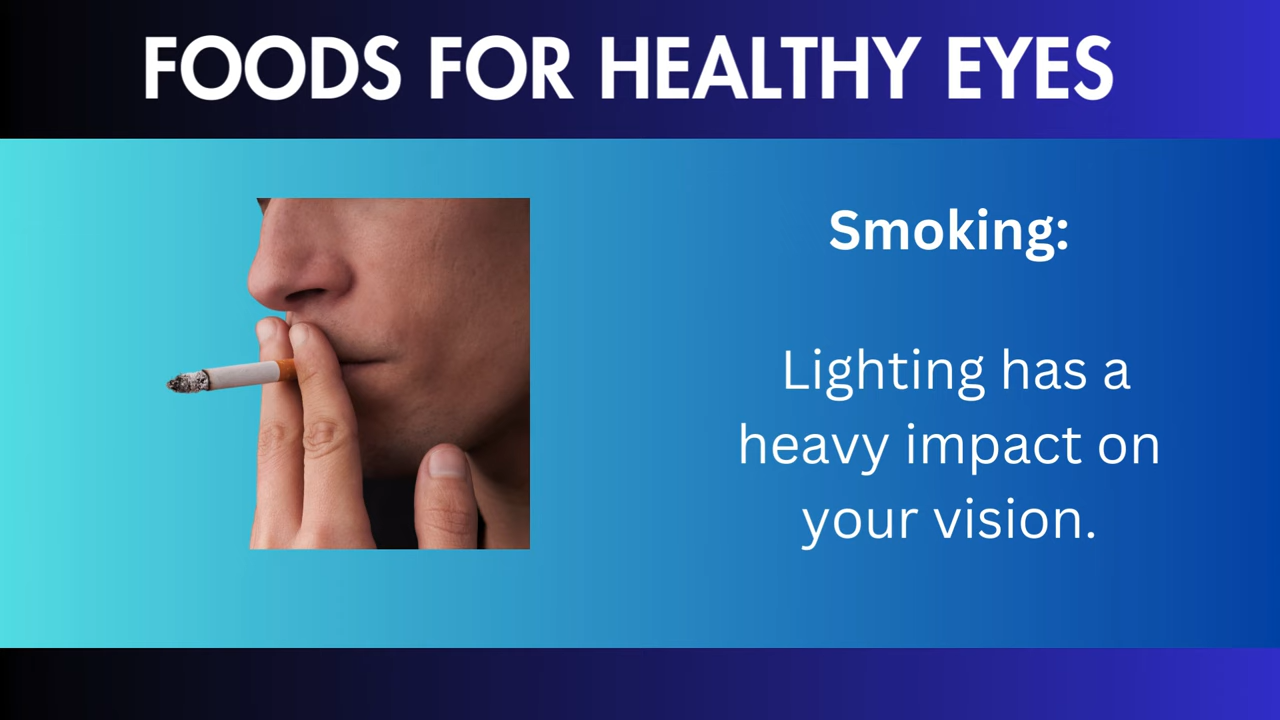 FOODS FOR HEALTHY EYES
Smoking:
Lighting has a
heavy impact on
your vision.